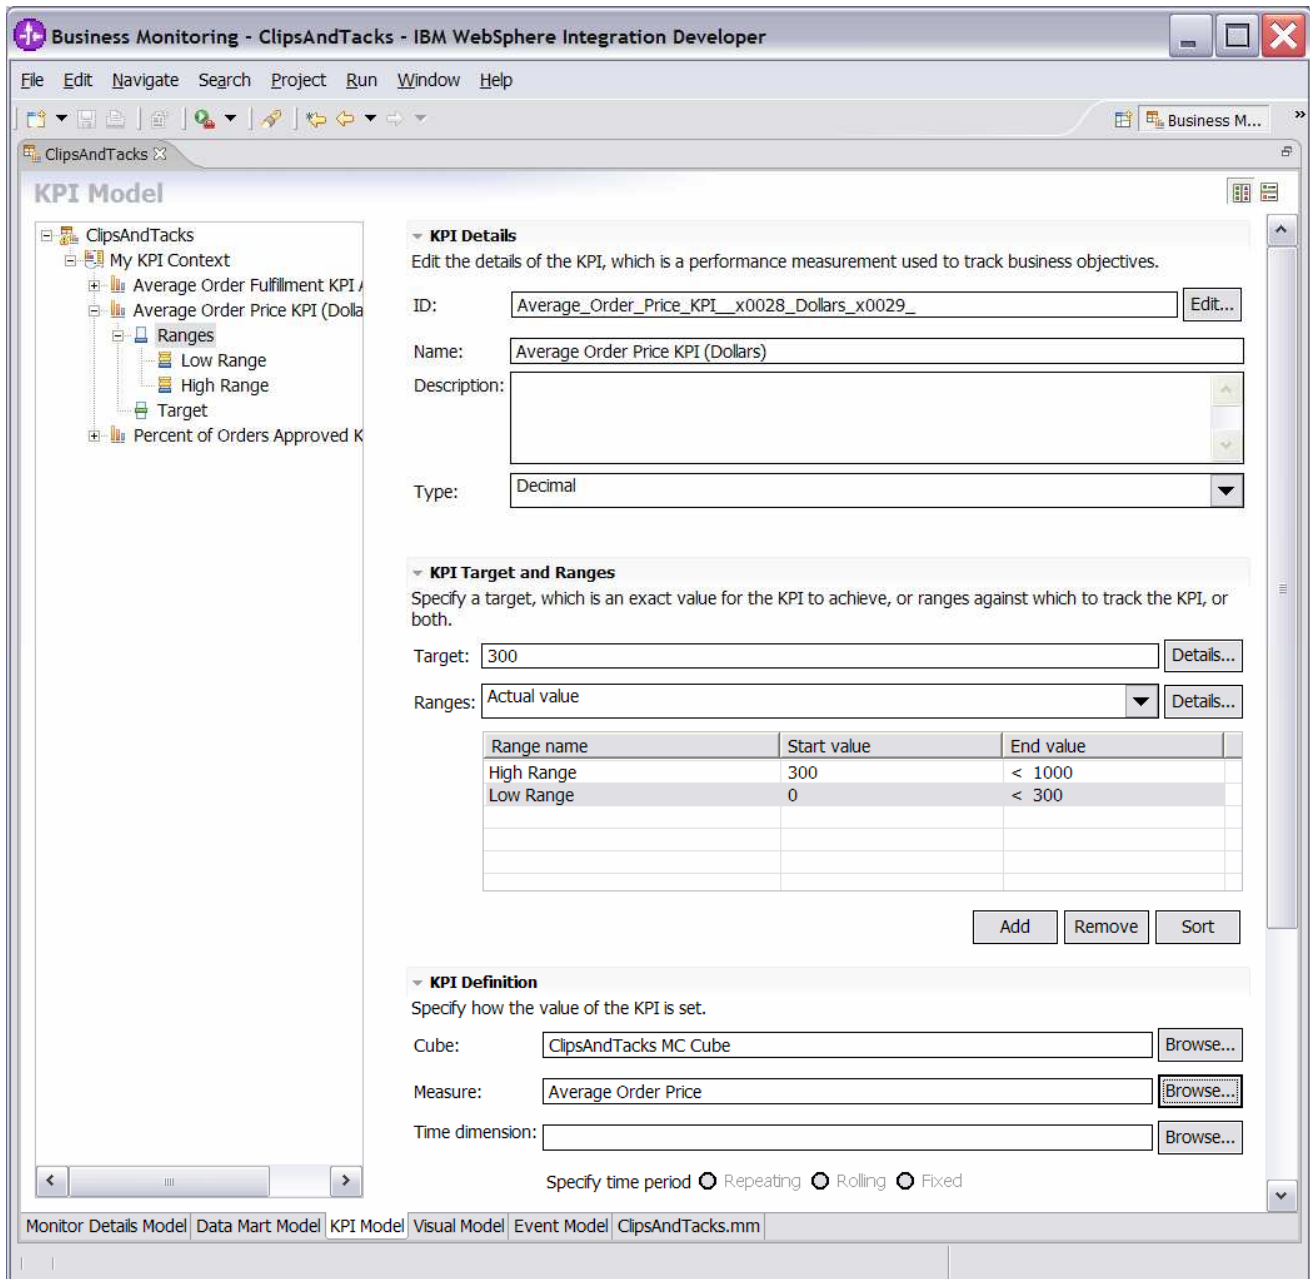 Business Monitoring - ClipsAndTacks - IBM WebSphere Integration Developer
File Edit Navigate Search Project Run Window Help
Business M... »
ClipsAndTacks
KPI Model
ClipsAndTacks
My KPI Context
Average Order Fulfillment KPI
Average Order Price KPI (Dolla
Ranges
Low Range
High Range
Target
Percent of Orders Approved K
KPI Details
Edit the details of the KPI, which is a performance measurement used to track business objectives.
ID: Average_Order_Price_KPI__x0028_Dollars_x0029_ Edit...
Name: Average Order Price KPI (Dollars)
Description:
Type: Decimal
KPI Target and Ranges
Specify a target, which is an exact value for the KPI to achieve, or ranges against which to track the KPI, or
both.
Target: 300 Details...
Ranges: Actual value Details...
Range name Start value End value
High Range 300 < 1000
Low Range 0 < 300
Add Remove Sort
KPI Definition
Specify how the value of the KPI is set.
Cube: ClipsAndTacks MC Cube Browse...
Measure: Average Order Price Browse...
Time dimension: Browse...
Specify time period Repeating Rolling Fixed
Monitor Details Model Data Mart Model KPI Model Visual Model Event Model ClipsAndTacks.mm